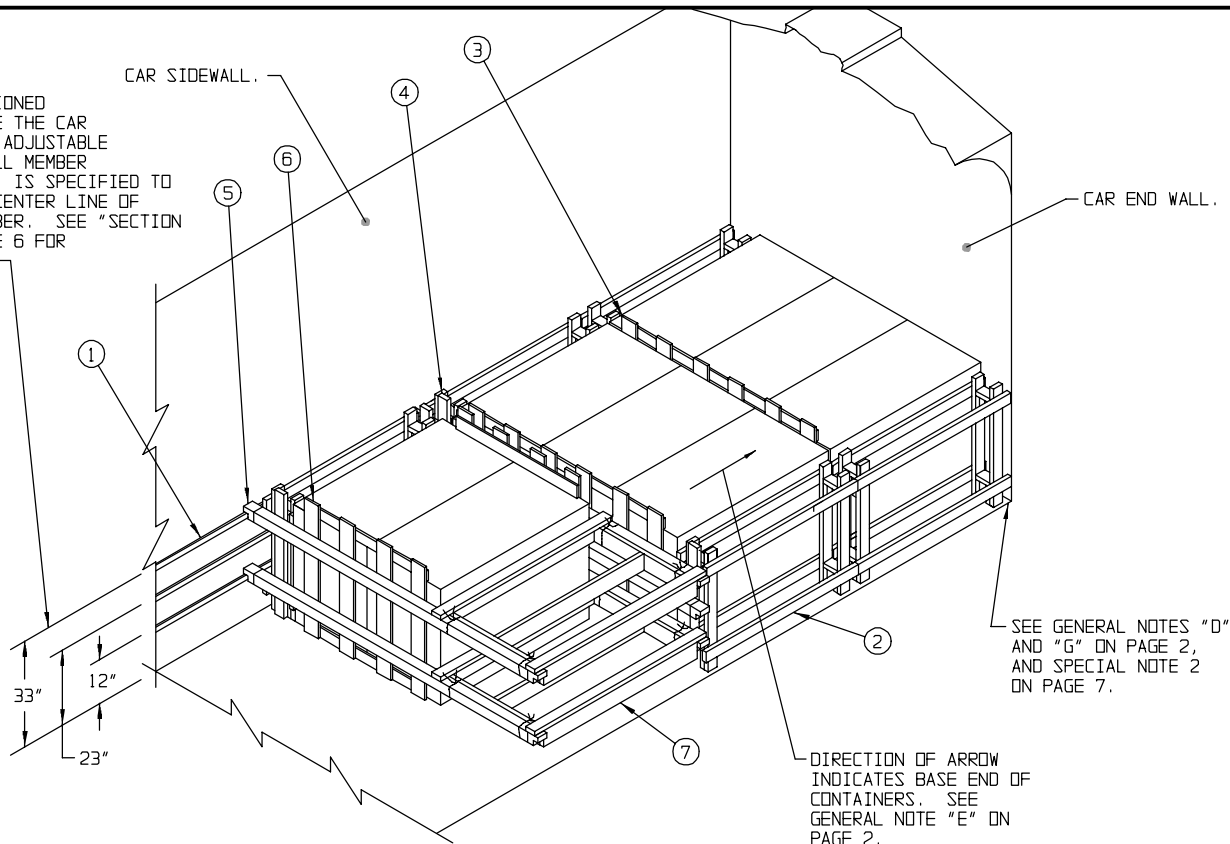 CAR SIDEWALL.
3
4
THE CAR
ADJUSTABLE
MEMBER
IS SPECIFIED TO
CENTER LINE OF
SEE "SECTION
6 FOR
6
5
CAR END WALL.
1
33"
12"
23"
2
7
SEE GENERAL NOTES "D"
AND "G" ON PAGE 2,
AND SPECIAL NOTE 2
ON PAGE 7.
DIRECTION OF ARROW
INDICATES BASE END OF
CONTAINERS. SEE
GENERAL NOTE "E" ON
PAGE 2.